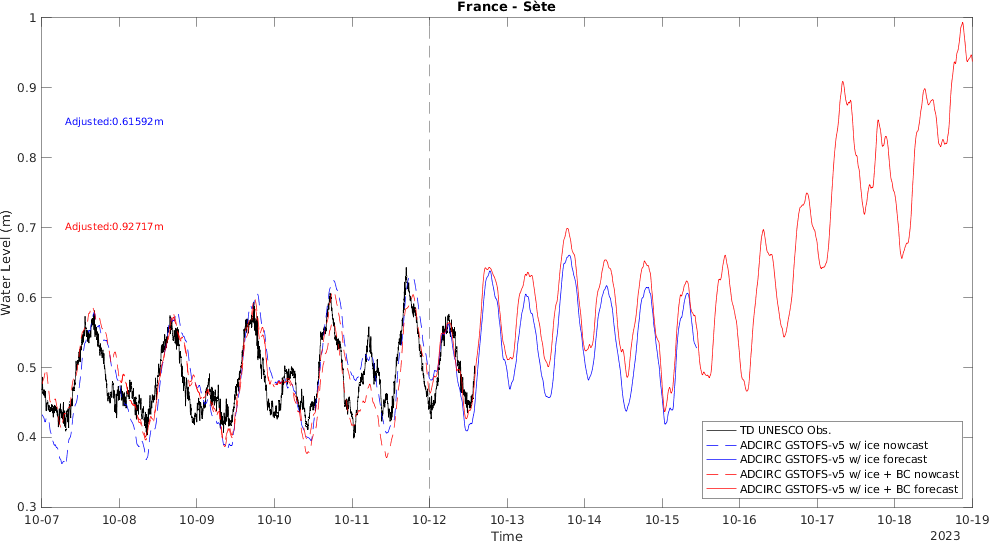 France - Sète
Water Level (m)
1
0.9
0.8
0.7
0.6
0.5
0.4
0.3
Adjusted:0.61592m
Adjusted:0.92717m
TD UNESCO Obs.
ADCIRC GSTOFS-v5 w/ ice nowcast
ADCIRC GSTOFS-v5 w/ ice forecast
ADCIRC GSTOFS-v5 w/ ice + BC nowcast
ADCIRC GSTOFS-v5 w/ ice + BC forecast
10-07 10-08 10-09 10-10 10-11 10-12 10-13 10-14 10-15 10-16 10-17 10-18 10-19
Time
2023